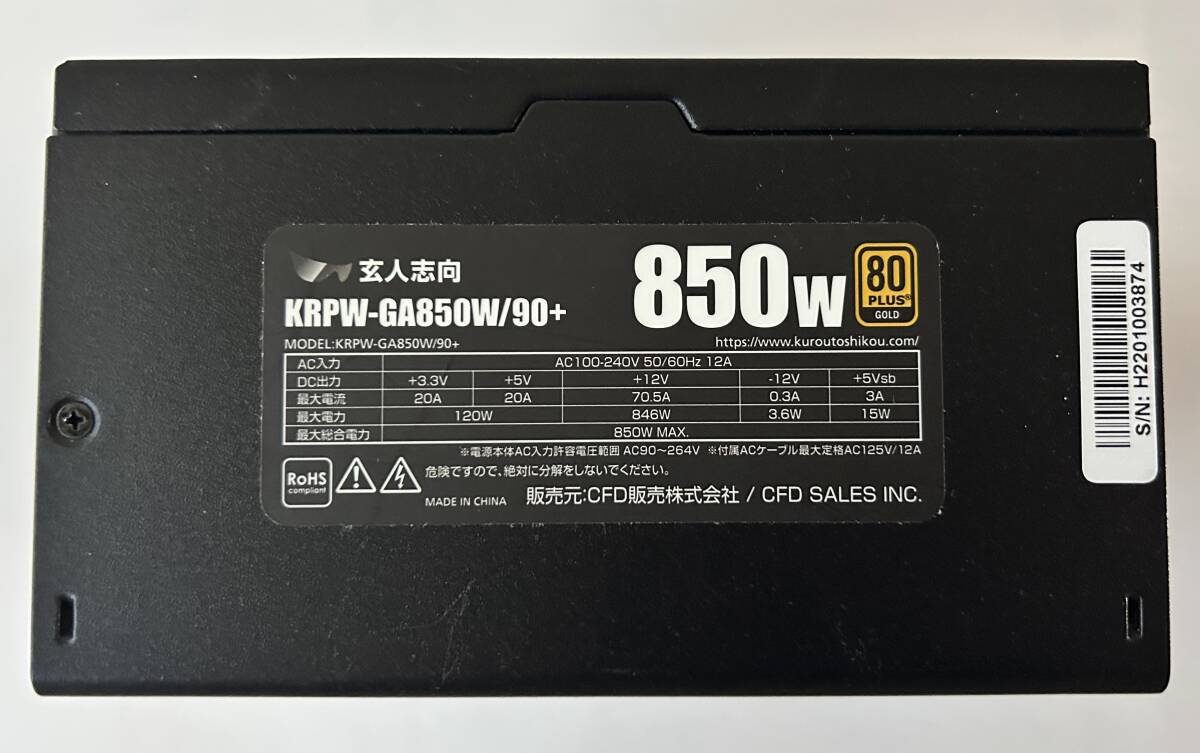 玄人志向
KRPW-GA850W/90+
850W
80
PLUS®
GOLD
MODEL:KRPW-GA850W/90+
https://www.kuroutoshikou.com/
AC入力 AC100-240V 50/60Hz 12A
DC出力 +3.3V +5V +12V -12V +5Vsb
最大電流 20A 20A 70.5A 0.3A 3A
最大電力 120W 846W 3.6W 15W
最大総合電力 850W MAX.
※電源本体AC入力許容電圧範囲 AC90～264V ※付属ACケーブル最大定格AC125V/12A
RoHS
compliant
危険ですので、絶対に分解をしないでください。
MADE IN CHINA
販売元:CFD販売株式会社 / CFD SALES INC.
S/N: H2201003874